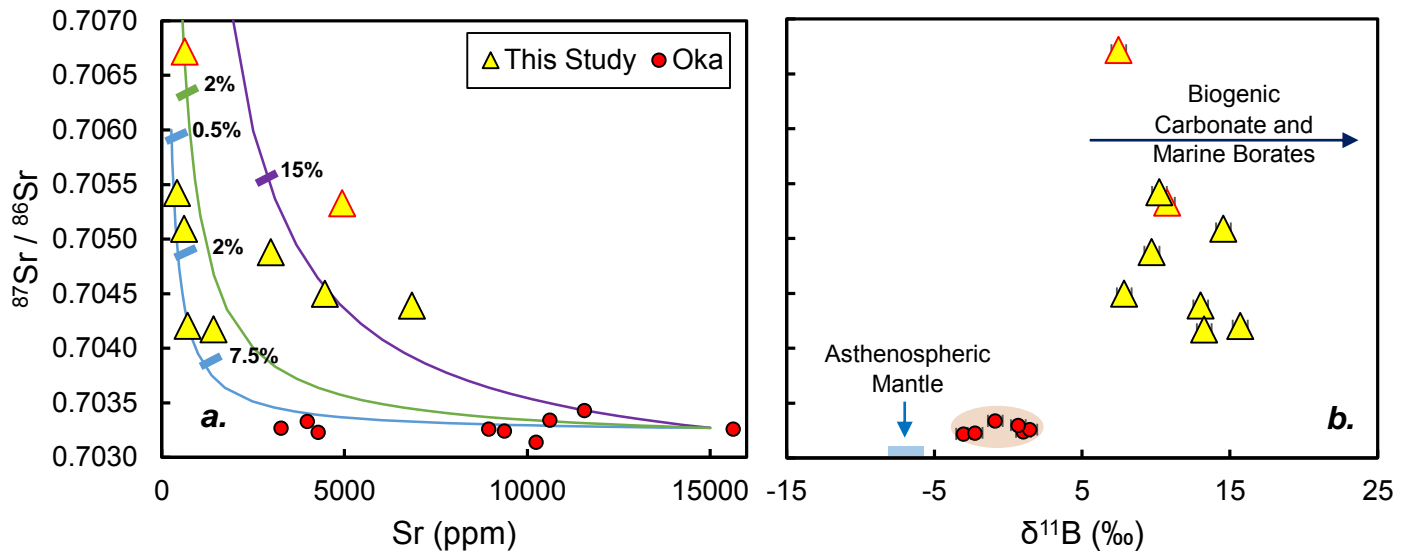 ⁸⁷Sr / ⁸⁶Sr
0.7070
0.7065
0.7060
0.7055
0.7050
0.7045
0.7040
0.7035
0.7030
This Study
Oka
2%
0.5%
15%
2%
7.5%
a.
0
5000
10000
15000
Sr (ppm)
Biogenic
Carbonate and
Marine Borates
Asthenospheric
Mantle
b.
-15
-5
5
15
25
δ¹¹B (‰)